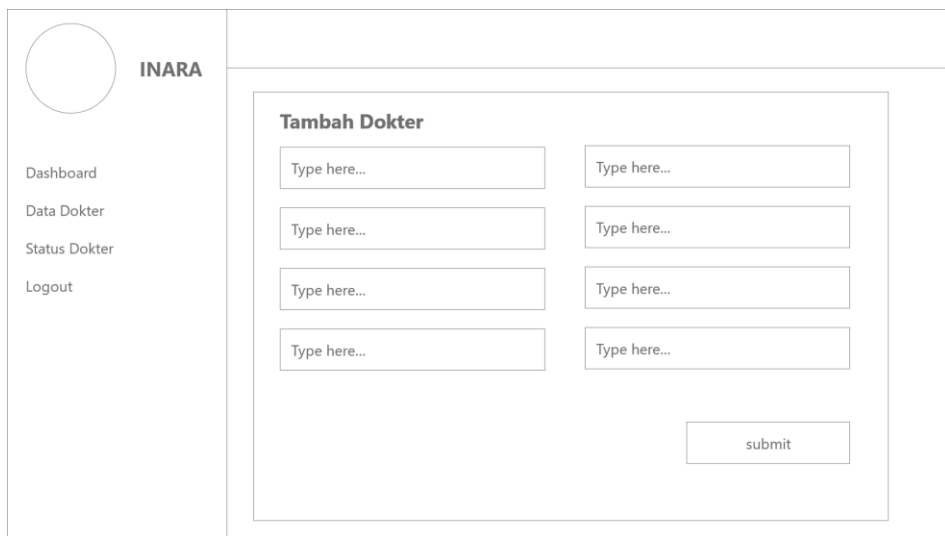 INARA
Dashboard
Data Dokter
Status Dokter
Logout
Tambah Dokter
Type here...
Type here...
Type here...
Type here...
Type here...
Type here...
Type here...
Type here...
submit